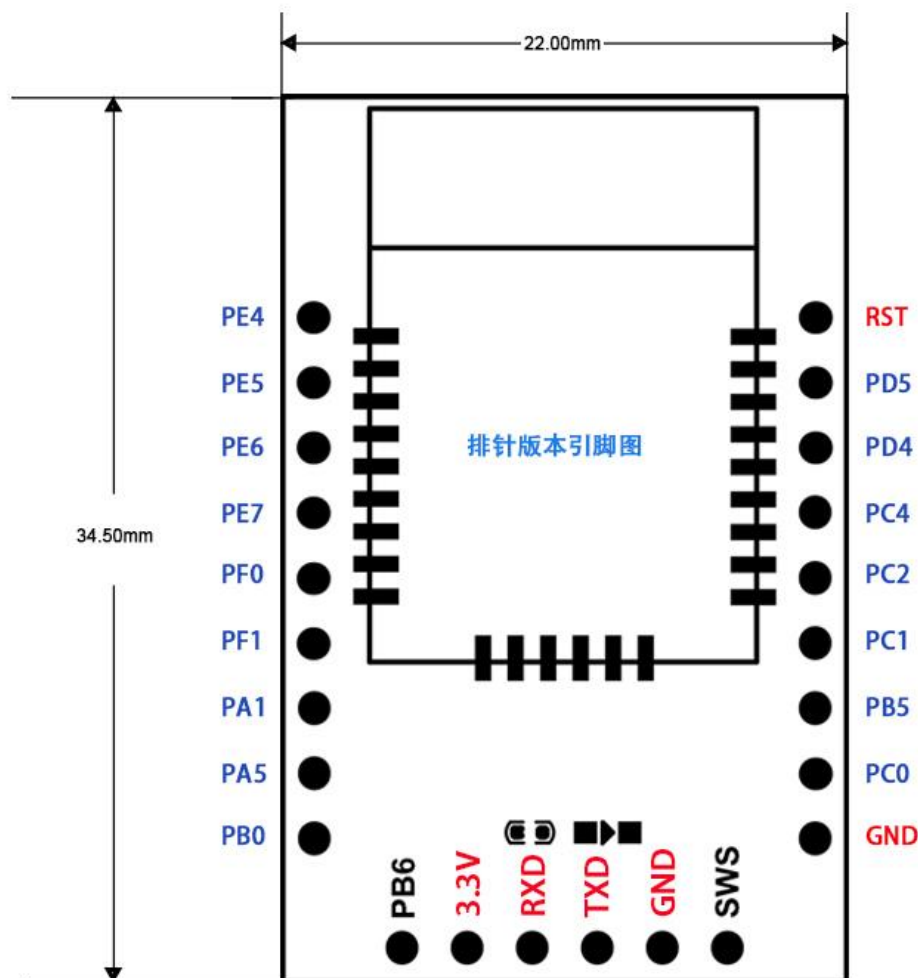 22.00mm
PE4
RST
PE5
PD5
PE6
排针版本引脚图
PD4
PE7
PC4
34.50mm
PF0
PC2
PF1
PC1
PA1
PB5
PA5
PC0
PB0
GND
PB6
3.3V
RXD
TXD
GND
SWS